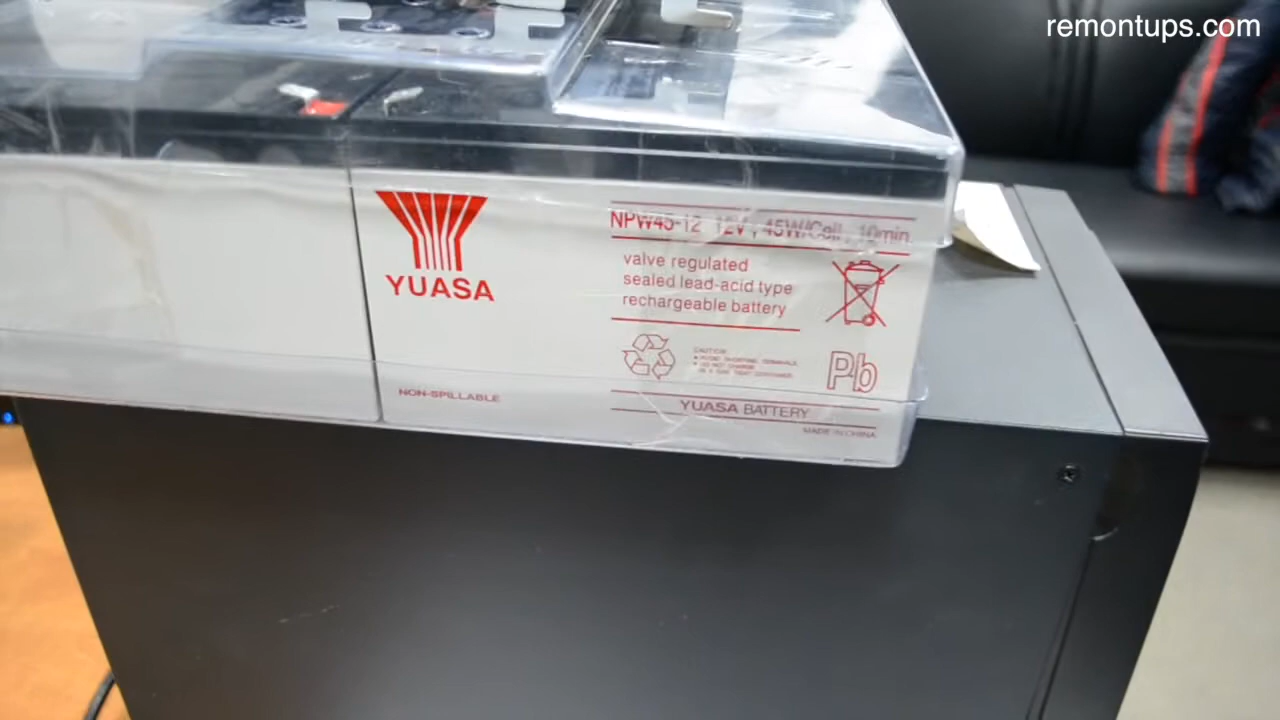 remontups.com
YUASA
NPW45-12 12V, 45W/Cell, 10min.
valve regulated
sealed lead-acid type
rechargeable battery
CAUTION
Pb
NON-SPILLABLE
YUASA BATTERY
MADE IN CHINA